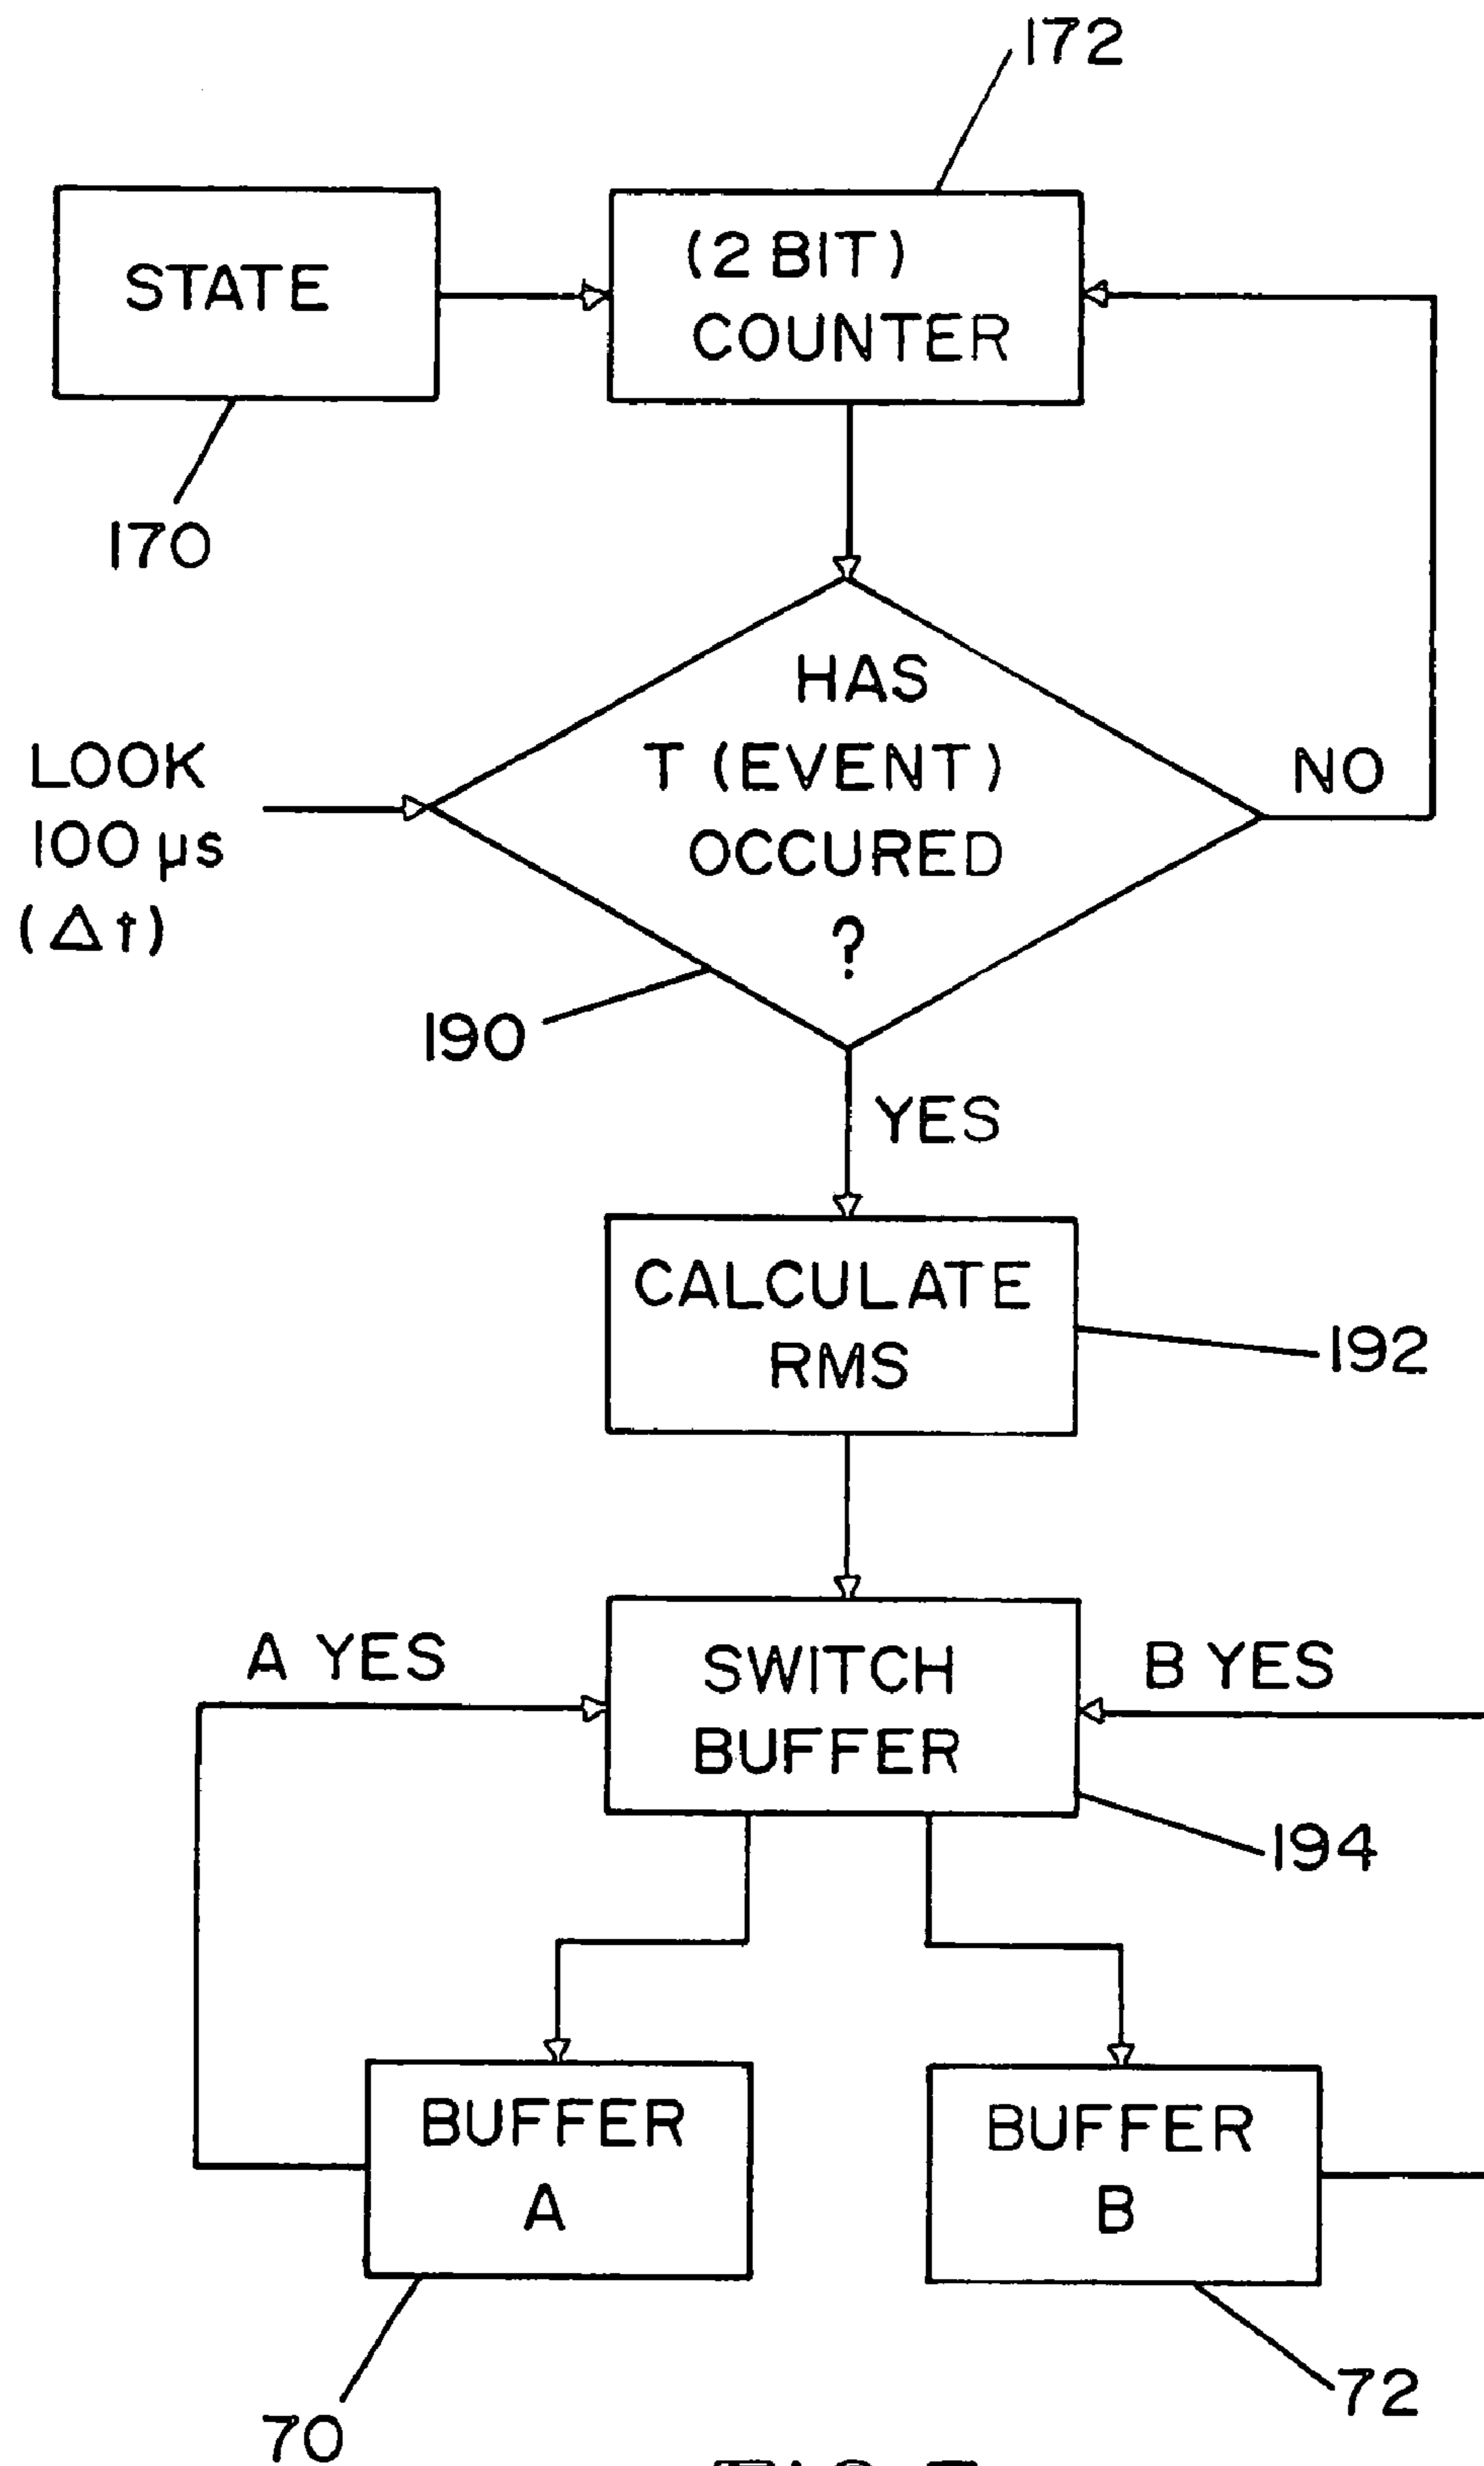 172
STATE
(2 BIT)
COUNTER
170
HAS
T (EVENT)
OCCURED
?
LOOK
100 µs
(Δt)
NO
190
YES
CALCULATE
RMS
192
A YES
SWITCH
BUFFER
B YES
194
BUFFER
A
BUFFER
B
70
72